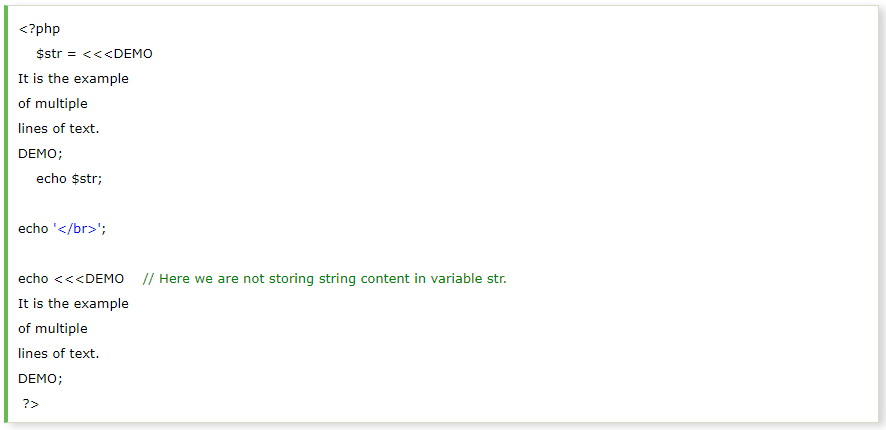 <?php
    $str = <<<DEMO
It is the example
of multiple
lines of text.
DEMO;
    echo $str;
echo '</br>';
echo <<<DEMO    // Here we are not storing string content in variable str.
It is the example
of multiple
lines of text.
DEMO;
 ?>